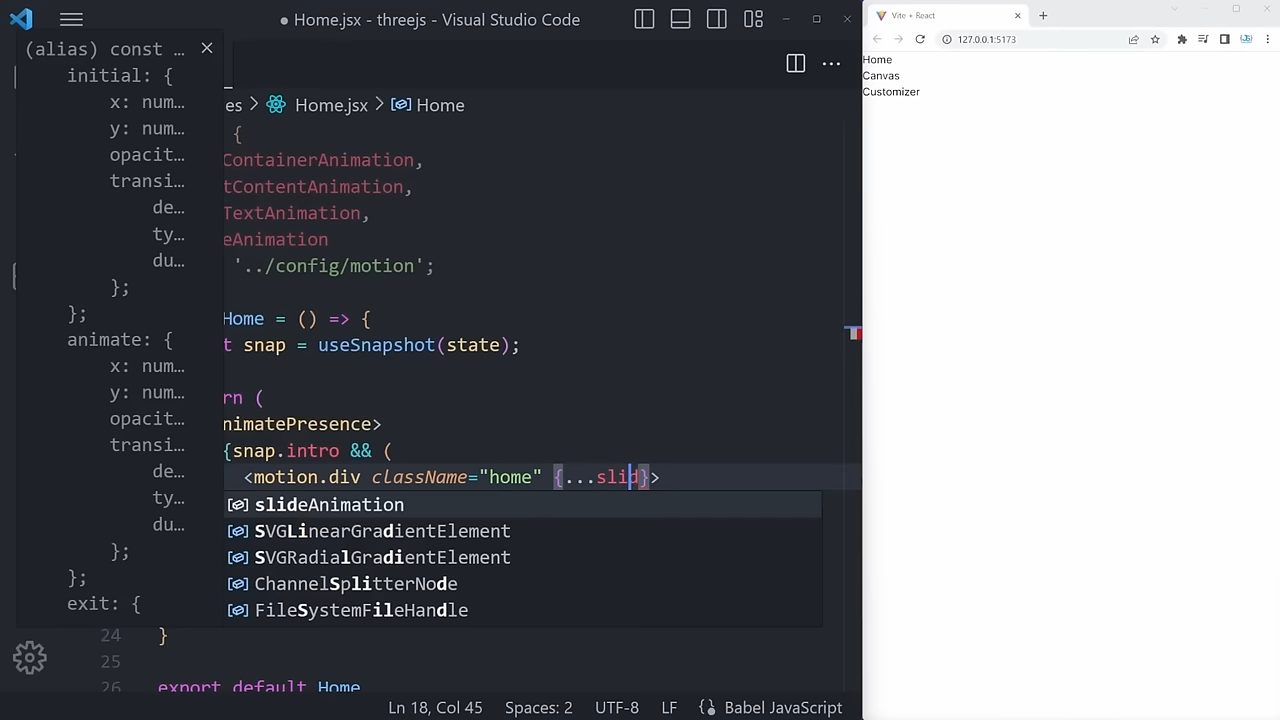 Home.jsx - threejs - Visual Studio Code
(alias) const ...
initial: {
x: num...
y: num...
opacit...
transi...
de...
ty...
du...
};
};
animate: {
x: num...
y: num...
opacit...
transi...
de...
ty...
du...
};
};
exit: {
es > Home.jsx > Home
{
ContainerAnimation,
tContentAnimation,
TextAnimation,
eAnimation
'../config/motion';
Home = () => {
t snap = useSnapshot(state);
rn (
nimatePresence>
{snap.intro && (
<motion.div className="home" {...slid}>
slideAnimation
SVGLinearGradientElement
SVGRadialGradientElement
ChannelSplitterNode
FileSystemFileHandle
24 }
25
26 export default Home
Ln 18, Col 45 Spaces: 2 UTF-8 LF Babel JavaScript
Vite + React
127.0.0.1:5173
Home
Canvas
Customizer